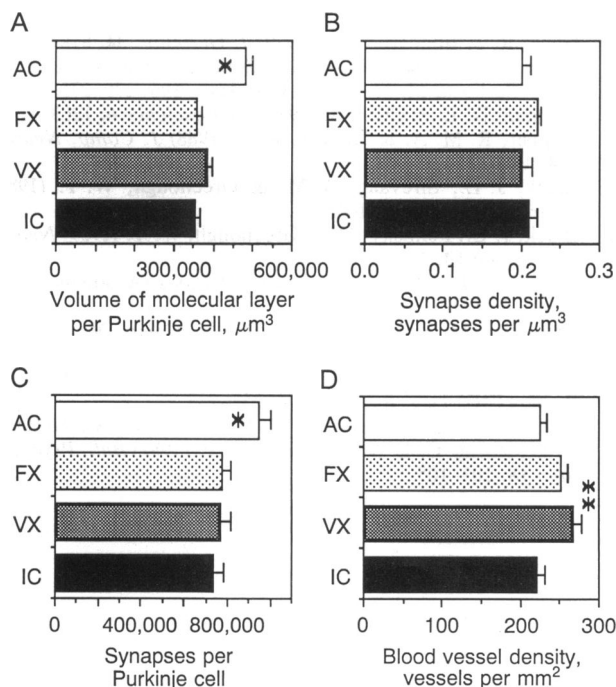 A
AC
FX
VX
IC
0 300,000 600,000
Volume of molecular layer
per Purkinje cell, μm³
B
AC
FX
VX
IC
0.0 0.1 0.2 0.3
Synapse density,
synapses per μm³
C
AC
FX
VX
IC
0 400,000 800,000
Synapses per
Purkinje cell
D
AC
FX
VX
IC
0 100 200 300
Blood vessel density,
vessels per mm²